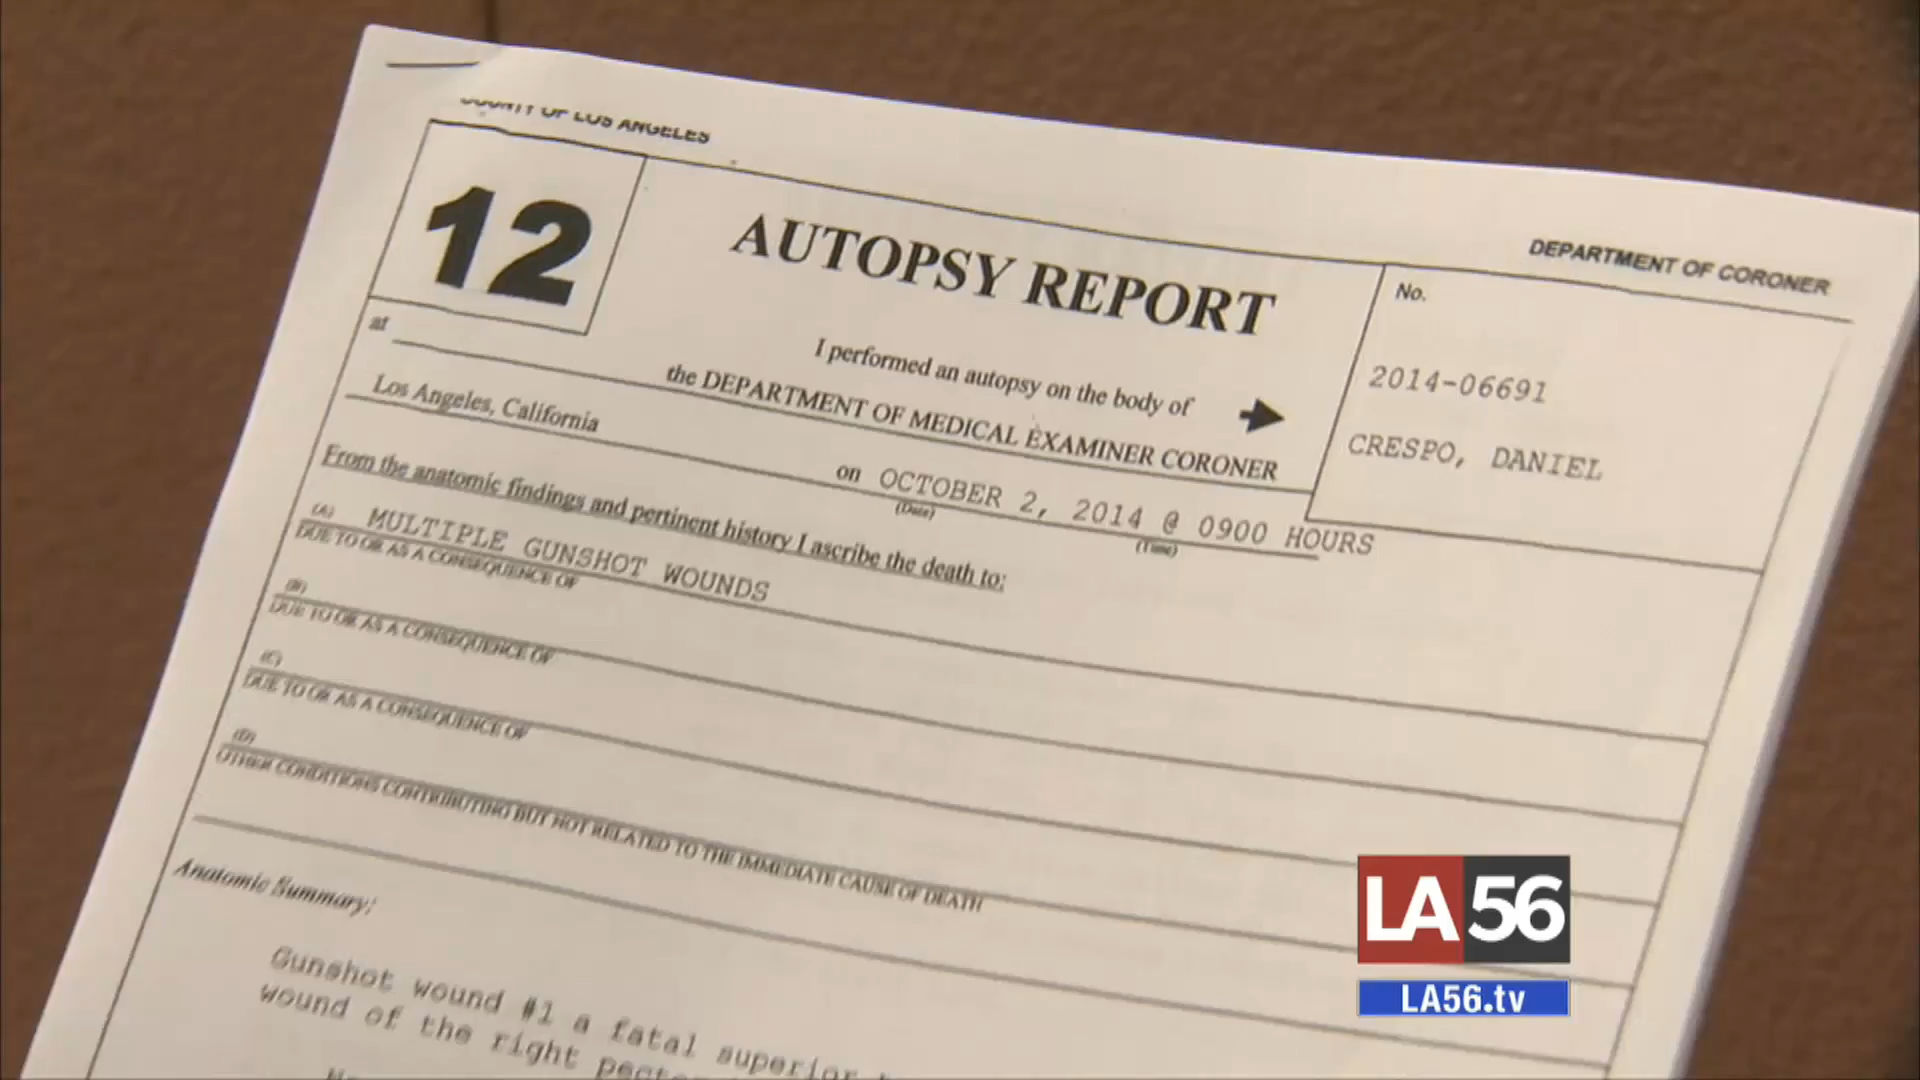 COUNTY OF LOS ANGELES
DEPARTMENT OF CORONER
12
AUTOPSY REPORT
No.
I performed an autopsy on the body of
2014-06691
at
the DEPARTMENT OF MEDICAL EXAMINER CORONER
CRESPO, DANIEL
Los Angeles, California
on OCTOBER 2, 2014 @ 0900 HOURS
(Date) (Time)
From the anatomic findings and pertinent history I ascribe the death to:
(A) MULTIPLE GUNSHOT WOUNDS
DUE TO OR AS A CONSEQUENCE OF
(B)
DUE TO OR AS A CONSEQUENCE OF
(C)
DUE TO OR AS A CONSEQUENCE OF
(D)
OTHER CONDITIONS CONTRIBUTING BUT NOT RELATED TO THE IMMEDIATE CAUSE OF DEATH
Anatomic Summary:
Gunshot wound #1 a fatal superior
wound of the right
LA 56
LA56.tv